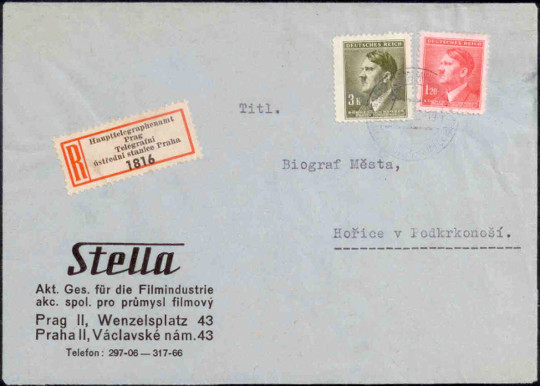 DEUTSCHES REICH
3 K
DEUTSCHES REICH
1.20
Titl.
R
Haupttelegraphenamt
Prag
Telegrafní
ústřední stanice Praha
1816
Biograf Města,
Hořice v Podkrkonoší.
Stella
Akt. Ges. für die Filmindustrie
akc. spol. pro průmysl filmový
Prag II, Wenzelsplatz 43
Praha II, Václavské nám. 43
Telefon: 297-06 — 317-66